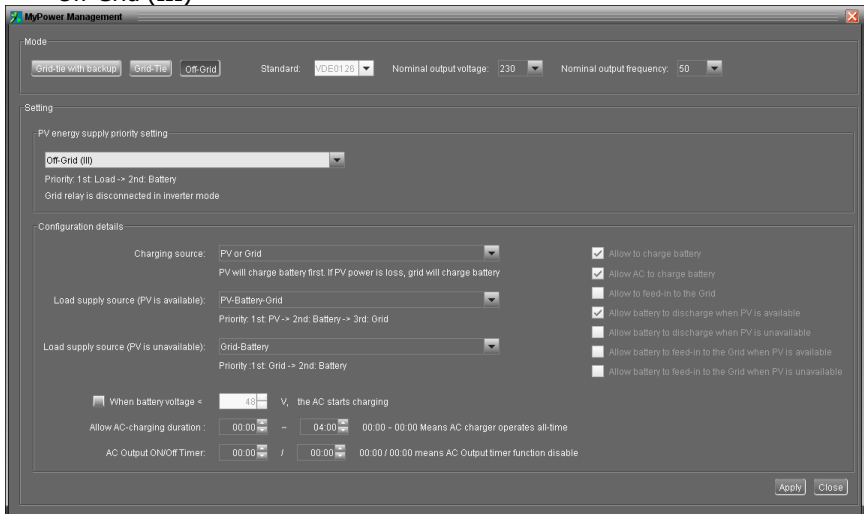 Off-Grid (III)
MyPower Management
Mode
Grid-tie with backup Grid-Tie Off-Grid Standard: VDE0126 Nominal output voltage: 230 Nominal output frequency: 50
Setting
PV energy supply priority setting
Off-Grid (III)
Priority: 1st: Load -> 2nd: Battery
Grid relay is disconnected in inverter mode
Configuration details
Charging source: PV or Grid
PV will charge battery first. If PV power is loss, grid will charge battery
Load supply source (PV is available): PV-Battery-Grid
Priority: 1st: PV -> 2nd: Battery -> 3rd: Grid
Load supply source (PV is unavailable): Grid-Battery
Priority :1st: Grid -> 2nd: Battery
Allow to charge battery
Allow AC to charge battery
Allow to feed-in to the Grid
Allow battery to discharge when PV is available
Allow battery to discharge when PV is unavailable
Allow battery to feed-in to the Grid when PV is available
Allow battery to feed-in to the Grid when PV is unavailable
When battery voltage < 48 V, the AC starts charging
Allow AC-charging duration : 00:00 – 04:00 00:00 - 00:00 Means AC charger operates all-time
AC Output ON/Off Timer: 00:00 / 00:00 00:00 / 00:00 means AC Output timer function disable
Apply Close